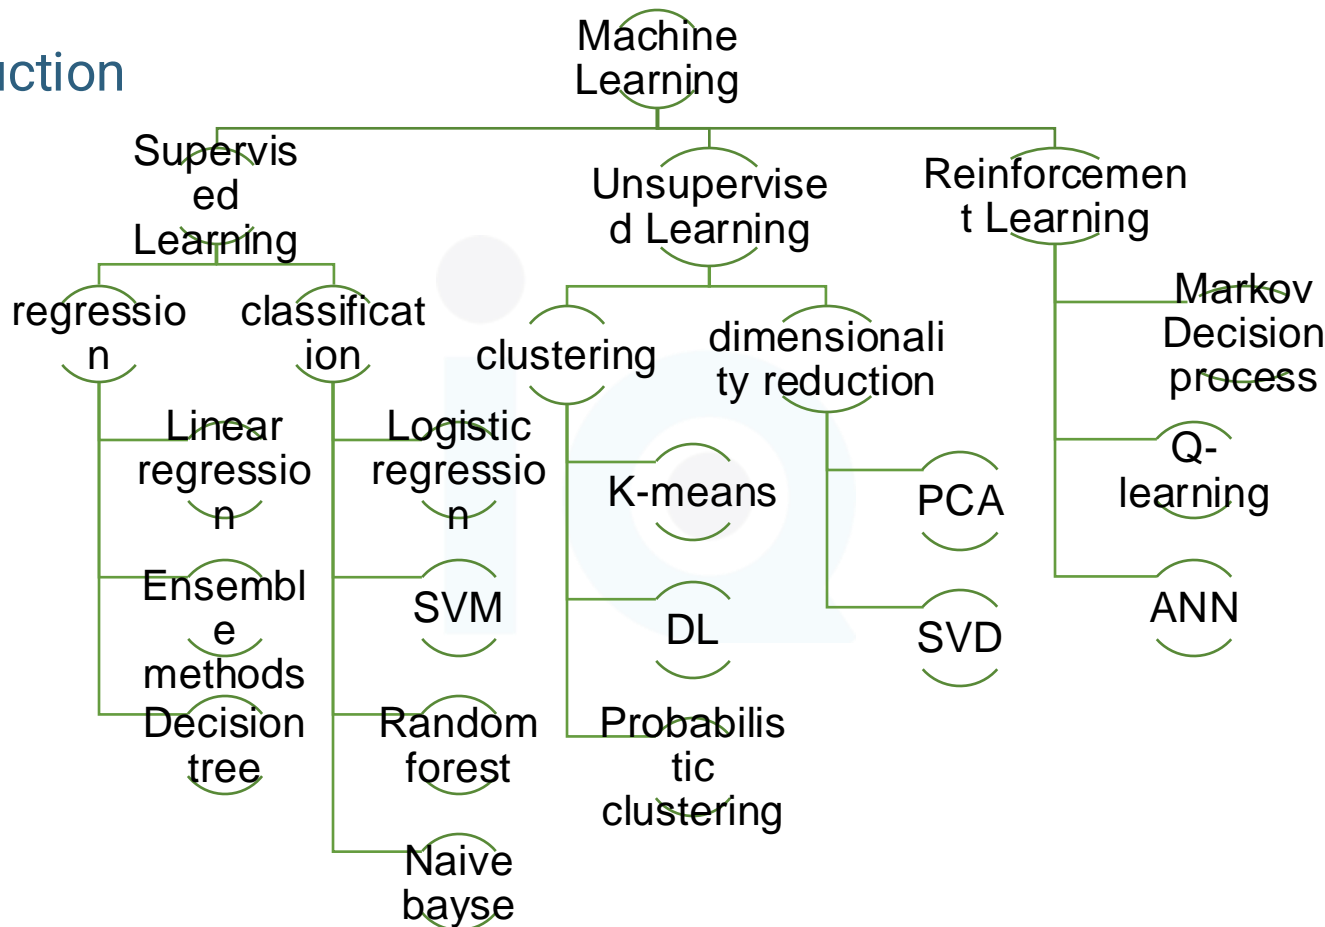 uction
Machine
Learning
Supervis
ed
Learning
Unsupervise
d Learning
Reinforcemen
t Learning
regressio
n
classificat
ion
clustering
dimensionali
ty reduction
Markov
Decision
process
Linear
regressio
n
Logistic
regressio
n
K-means
PCA
Q-
learning
Ensembl
e
methods
SVM
DL
SVD
ANN
Decision
tree
Random
forest
Probabilis
tic
clustering
Naive
bayse